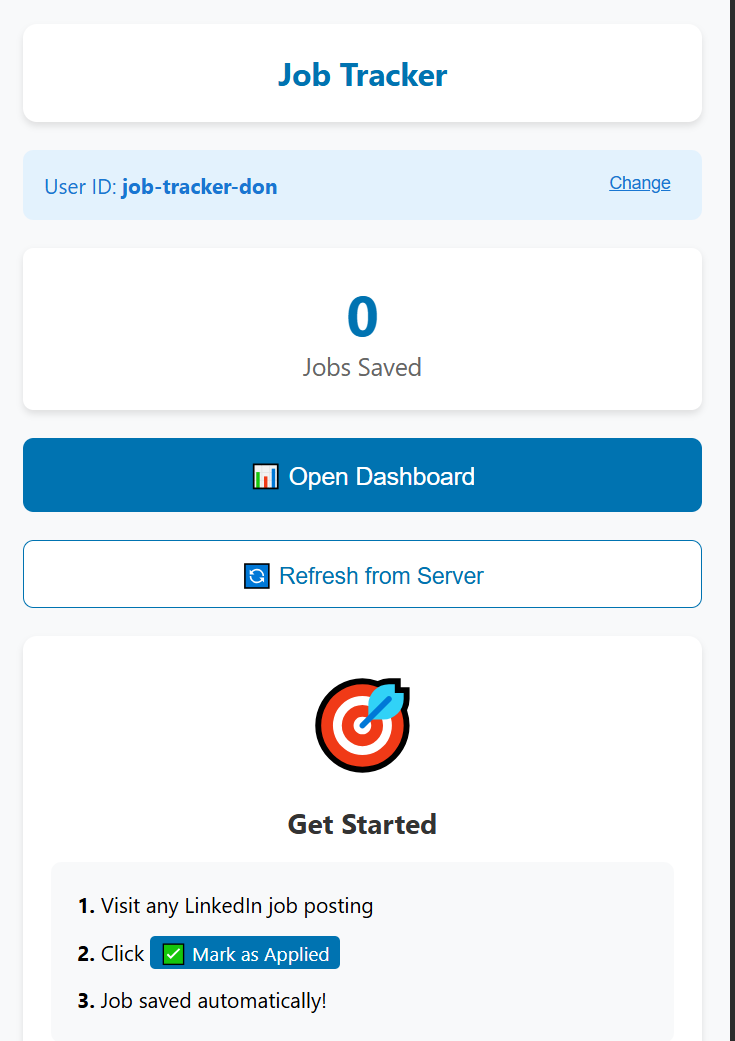 Job Tracker
User ID: job-tracker-don
Change
0
Jobs Saved
Open Dashboard
Refresh from Server
Get Started
1. Visit any LinkedIn job posting
2. Click Mark as Applied
3. Job saved automatically!